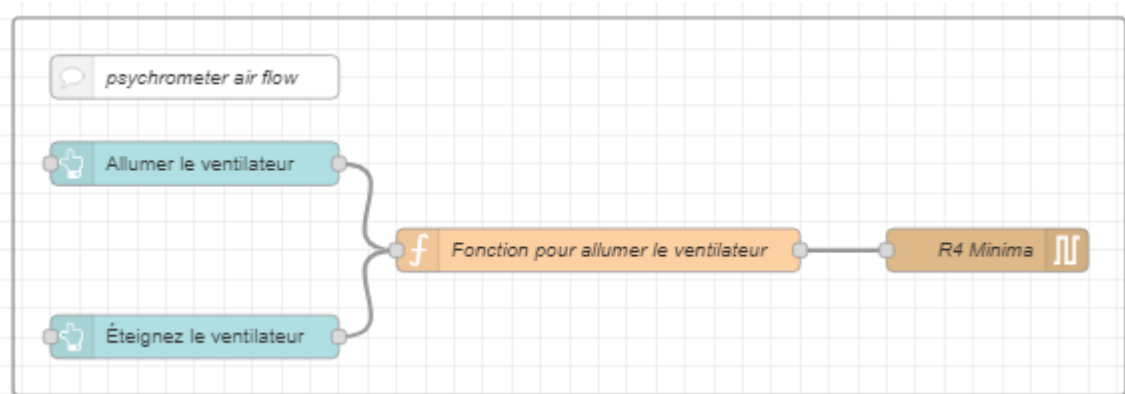 psychrometer air flow
Allumer le ventilateur
Fonction pour allumer le ventilateur
R4 Minima
Éteignez le ventilateur